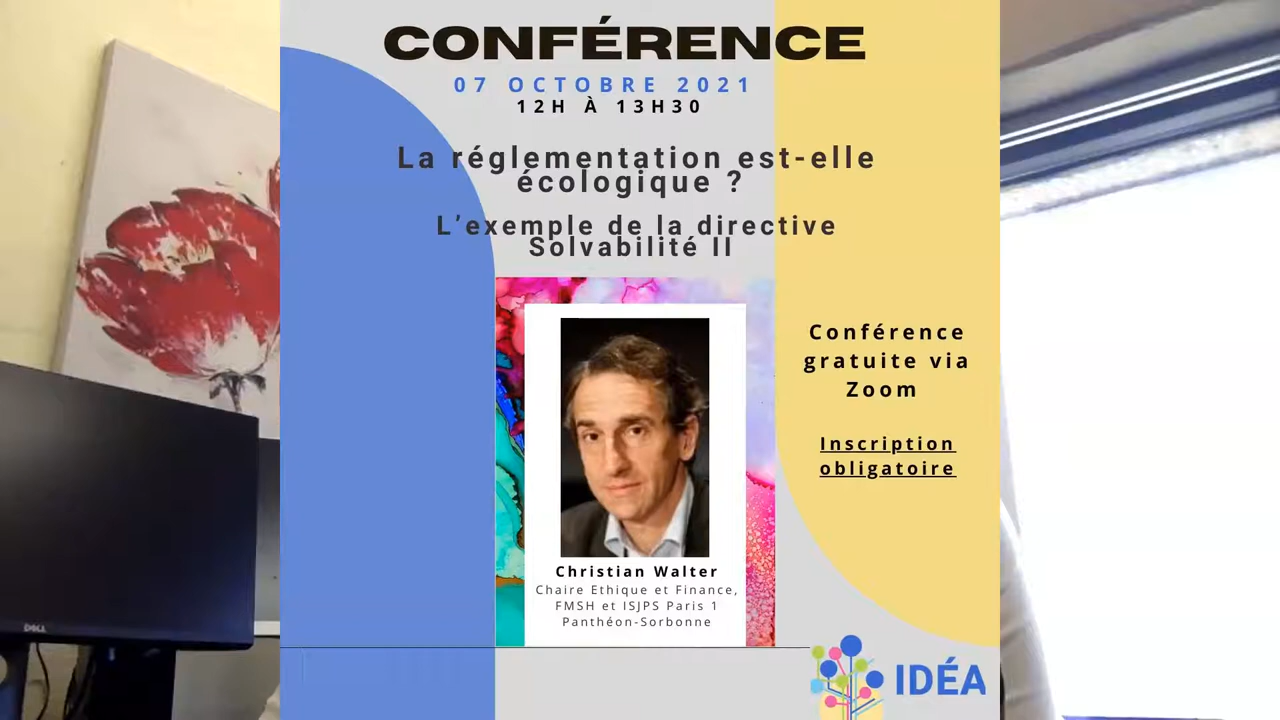 CONFÉRENCE
07 OCTOBRE 2021
12H À 13H30
La réglementation est-elle
écologique ?
L'exemple de la directive
Solvabilité II
Conférence
gratuite via
Zoom
Inscription
obligatoire
Christian Walter
Chaire Ethique et Finance,
FMSH et ISJPS Paris 1
Panthéon-Sorbonne
IDÉA
DELL